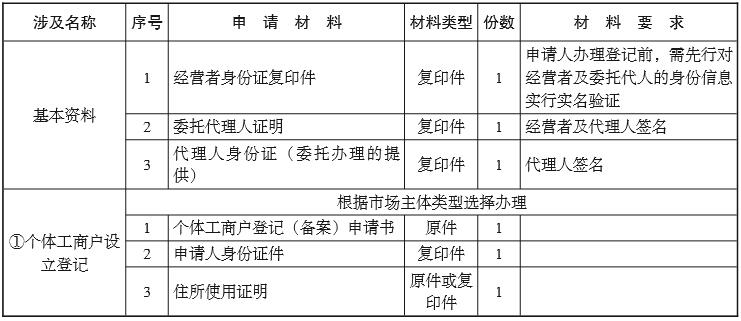 涉及名称 序号 申 请 材 料 材料类型 份数 材 料 要 求
基本资料
1 经营者身份证复印件 复印件 1 申请人办理登记前，需先行对
经营者及委托代人的身份信息
实行实名验证
2 委托代理人证明 复印件 1 经营者及代理人签名
3 代理人身份证（委托办理的提
供） 复印件 1 代理人签名
①个体工商户设
立登记
根据市场主体类型选择办理
1 个体工商户登记（备案）申请书 原件 1
2 申请人身份证件 复印件 1
3 住所使用证明 原件或复
印件 1